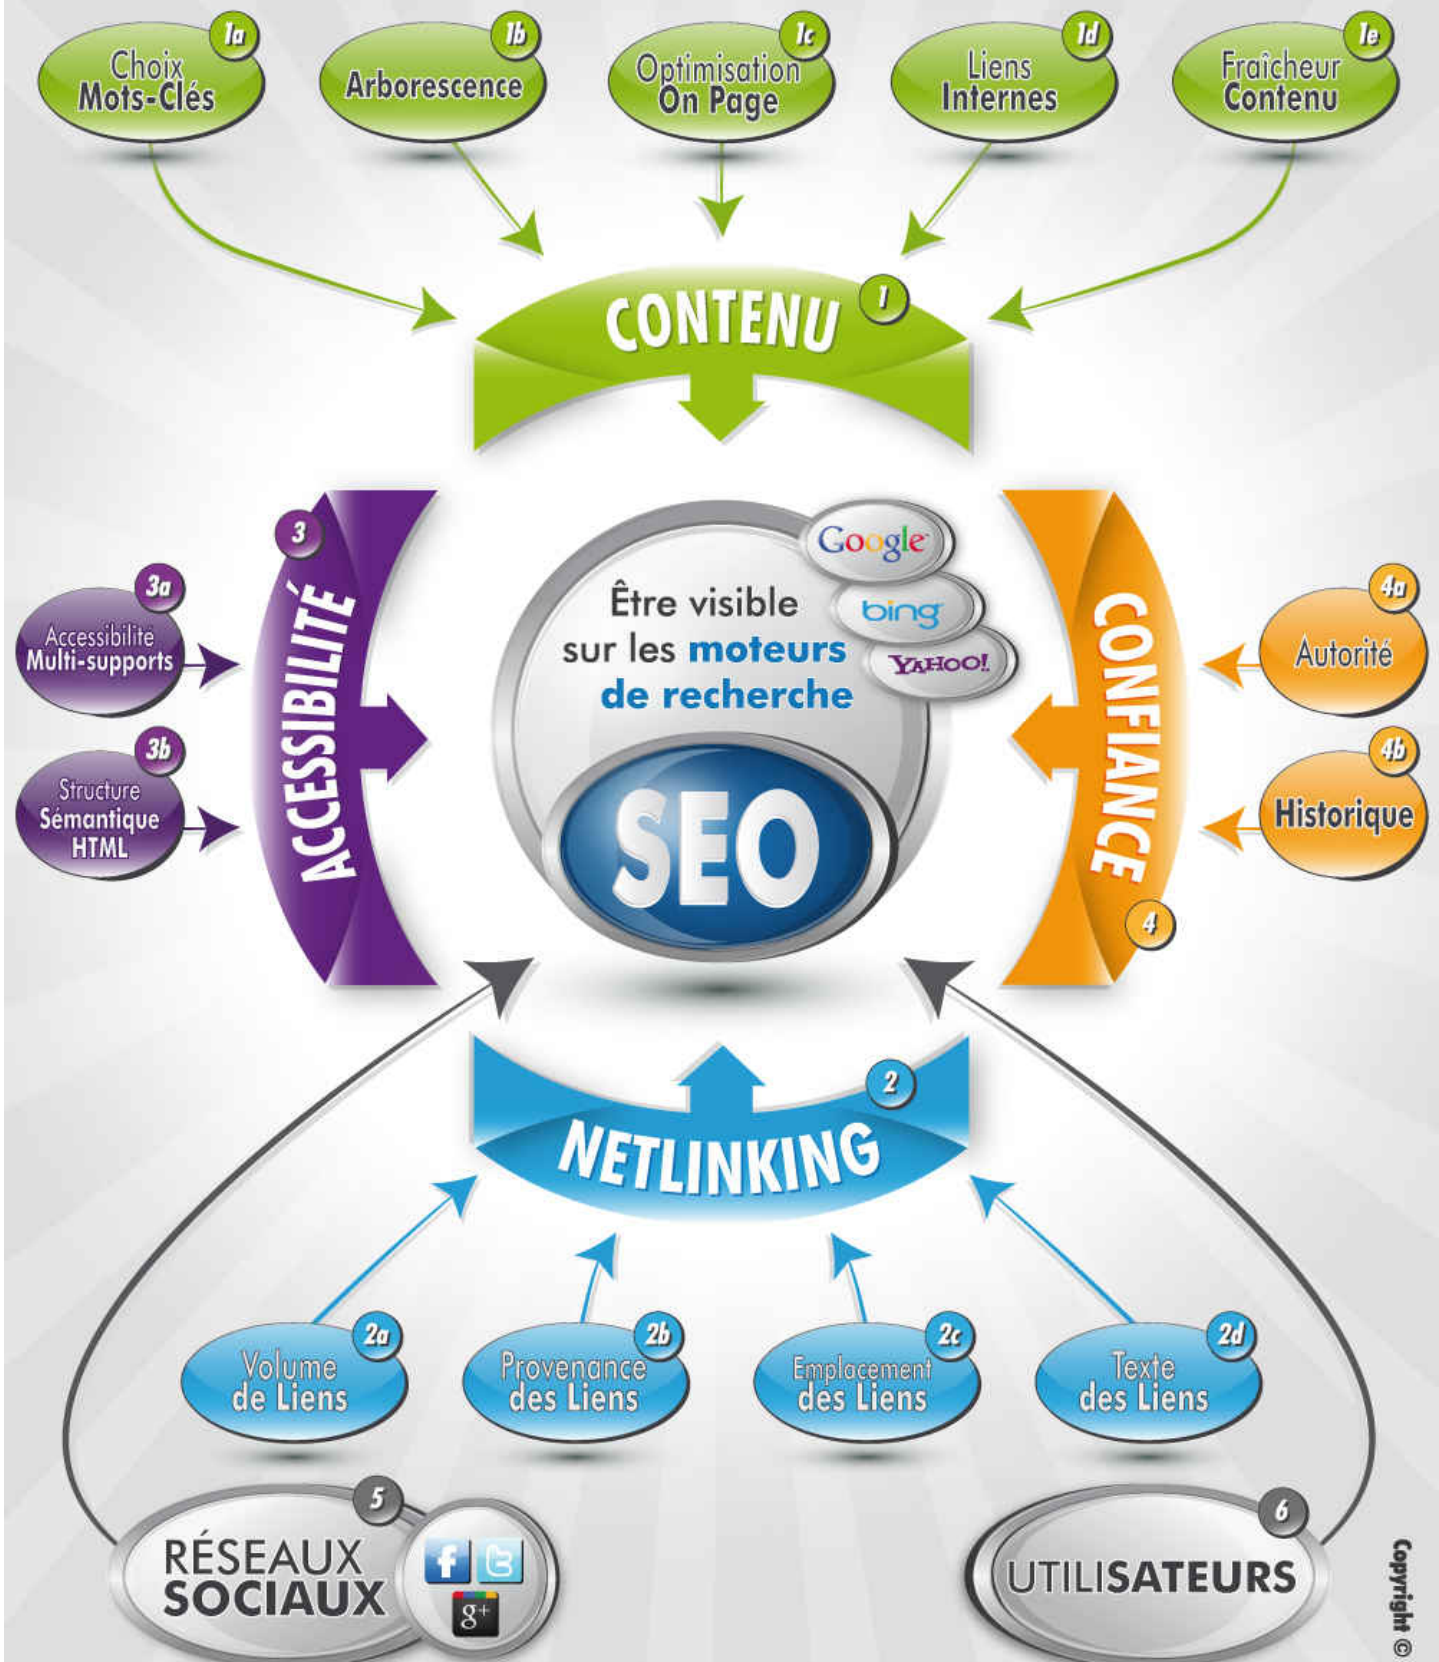 1a
Choix
Mots-Clés
1b
Arborescence
1c
Optimisation
On Page
1d
Liens
Internes
1e
Fraîcheur
Contenu
CONTENU
1
3
ACCESSIBILITÉ
3a
Accessibilité
Multi-supports
3b
Structure
Sémantique
HTML
Être visible
sur les moteurs
de recherche
Google
bing
YAHOO!
SEO
CONFIANCE
4
4a
Autorité
4b
Historique
2
NETLINKING
2a
Volume
de Liens
2b
Provenance
des Liens
2c
Emplacement
des Liens
2d
Texte
des Liens
5
RÉSEAUX
SOCIAUX
f
t
g+
6
UTILISATEURS
Copyright ©